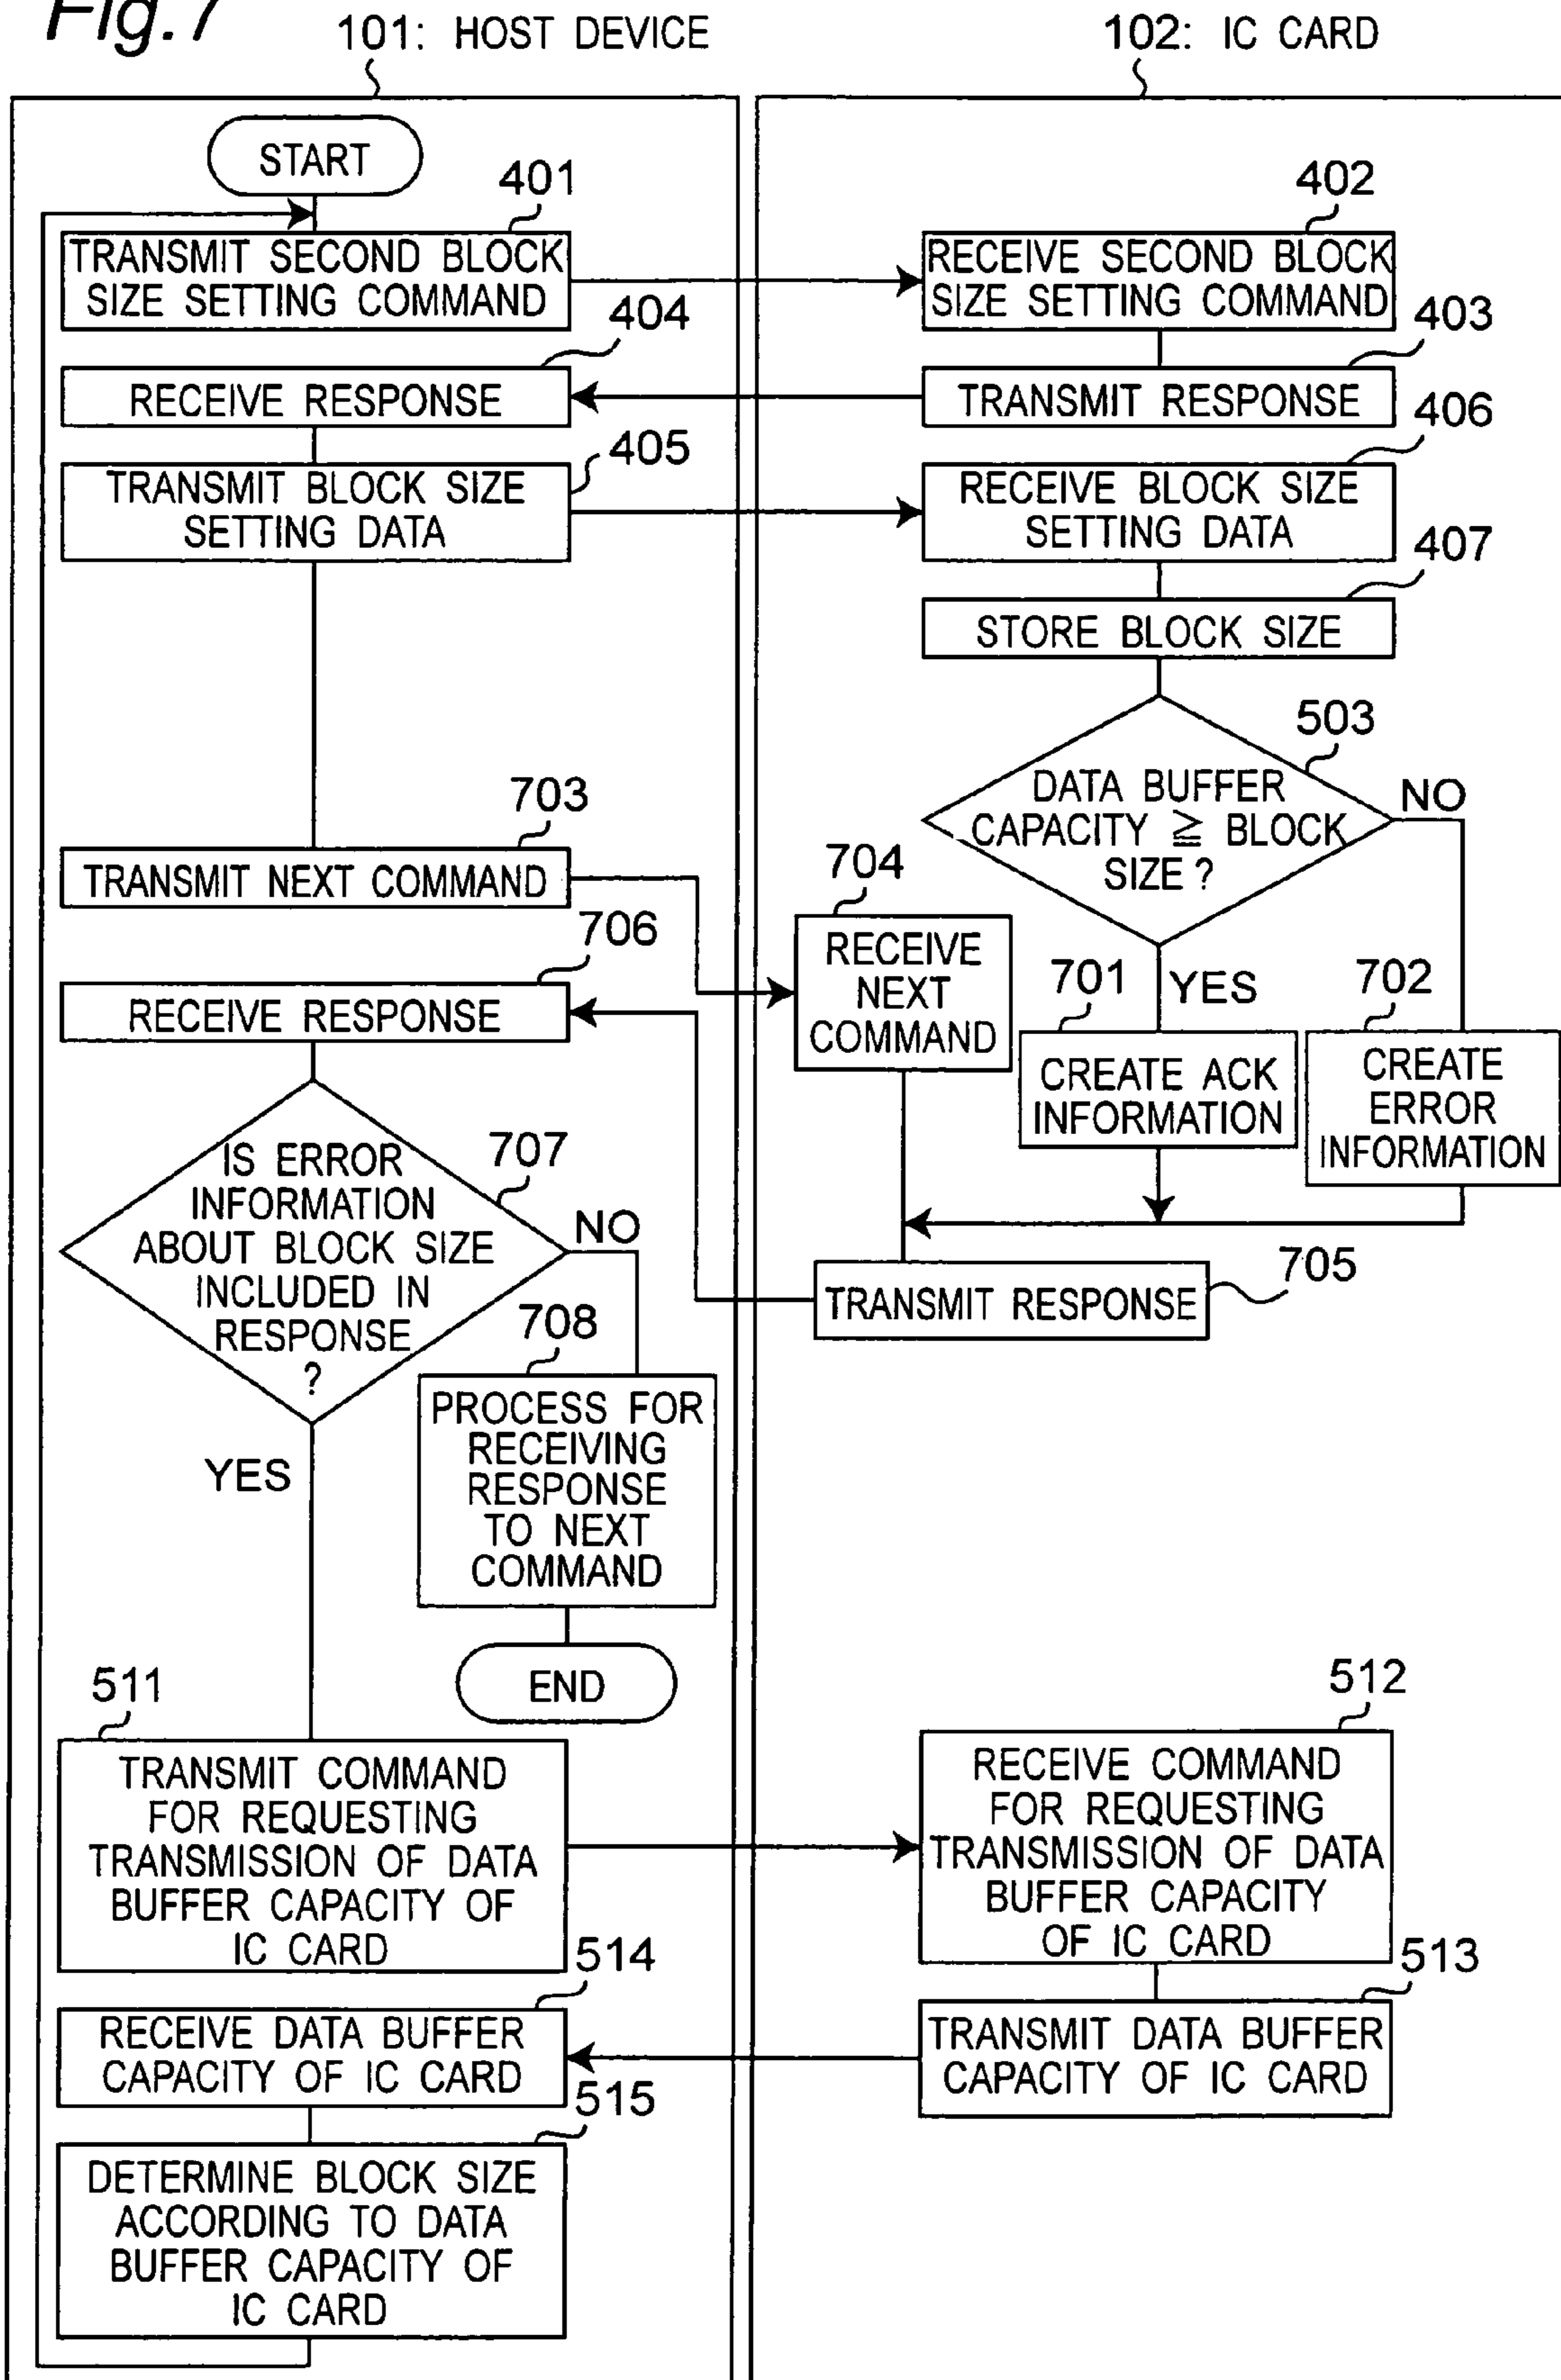 Fig. 7
101: HOST DEVICE
102: IC CARD
START
401
TRANSMIT SECOND BLOCK
SIZE SETTING COMMAND
402
RECEIVE SECOND BLOCK
SIZE SETTING COMMAND
404
RECEIVE RESPONSE
403
TRANSMIT RESPONSE
405
TRANSMIT BLOCK SIZE
SETTING DATA
406
RECEIVE BLOCK SIZE
SETTING DATA
407
STORE BLOCK SIZE
503
DATA BUFFER
CAPACITY ≧ BLOCK
SIZE ?
NO
YES
703
TRANSMIT NEXT COMMAND
704
RECEIVE
NEXT
COMMAND
701
CREATE ACK
INFORMATION
702
CREATE
ERROR
INFORMATION
706
RECEIVE RESPONSE
705
TRANSMIT RESPONSE
707
IS ERROR
INFORMATION
ABOUT BLOCK SIZE
INCLUDED IN
RESPONSE
?
NO
YES
708
PROCESS FOR
RECEIVING
RESPONSE
TO NEXT
COMMAND
END
511
TRANSMIT COMMAND
FOR REQUESTING
TRANSMISSION OF DATA
BUFFER CAPACITY OF
IC CARD
512
RECEIVE COMMAND
FOR REQUESTING
TRANSMISSION OF DATA
BUFFER CAPACITY
OF IC CARD
514
RECEIVE DATA BUFFER
CAPACITY OF IC CARD
513
TRANSMIT DATA BUFFER
CAPACITY OF IC CARD
515
DETERMINE BLOCK SIZE
ACCORDING TO DATA
BUFFER CAPACITY OF
IC CARD